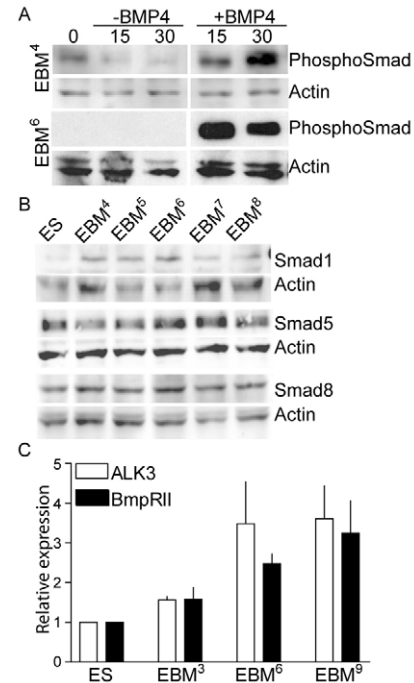 A
-BMP4 +BMP4
0 15 30 15 30
EBM⁴ PhosphoSmad
Actin
EBM⁶ PhosphoSmad
Actin
B
ES EBM⁴ EBM⁵ EBM⁶ EBM⁷ EBM⁸
Smad1
Actin
Smad5
Actin
Smad8
Actin
C
ALK3
BmpRII
Relative expression
5
4
3
2
1
0
ES EBM³ EBM⁶ EBM⁹